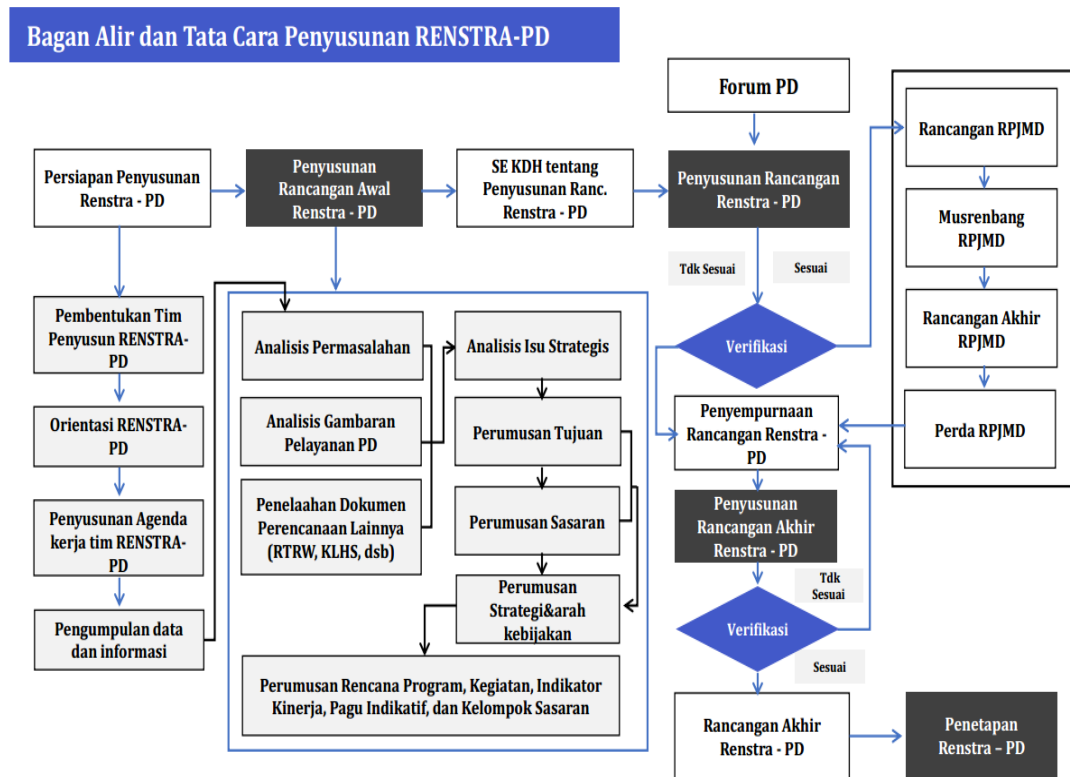 Bagan Alir dan Tata Cara Penyusunan RENSTRA-PD
Forum PD
Persiapan Penyusunan
Renstra - PD
Penyusunan
Rancangan Awal
Renstra - PD
SE KDH tentang
Penyusunan Ranc.
Renstra - PD
Penyusunan Rancangan
Renstra - PD
Rancangan RPJMD
Musrenbang
RPJMD
Rancangan Akhir
RPJMD
Perda RPJMD
Tdk Sesuai
Sesuai
Verifikasi
Pembentukan Tim
Penyusun RENSTRA-
PD
Orientasi RENSTRA-
PD
Penyusunan Agenda
kerja tim RENSTRA-
PD
Pengumpulan data
dan informasi
Analisis Permasalahan
Analisis Gambaran
Pelayanan PD
Penelaahan Dokumen
Perencanaan Lainnya
(RTRW, KLHS, dsb)
Analisis Isu Strategis
Perumusan Tujuan
Perumusan Sasaran
Perumusan
Strategi&arah
kebijakan
Perumusan Rencana Program, Kegiatan, Indikator
Kinerja, Pagu Indikatif, dan Kelompok Sasaran
Penyempurnaan
Rancangan Renstra -
PD
Penyusunan
Rancangan Akhir
Renstra - PD
Tdk
Sesuai
Verifikasi
Sesuai
Rancangan Akhir
Renstra - PD
Penetapan
Renstra – PD